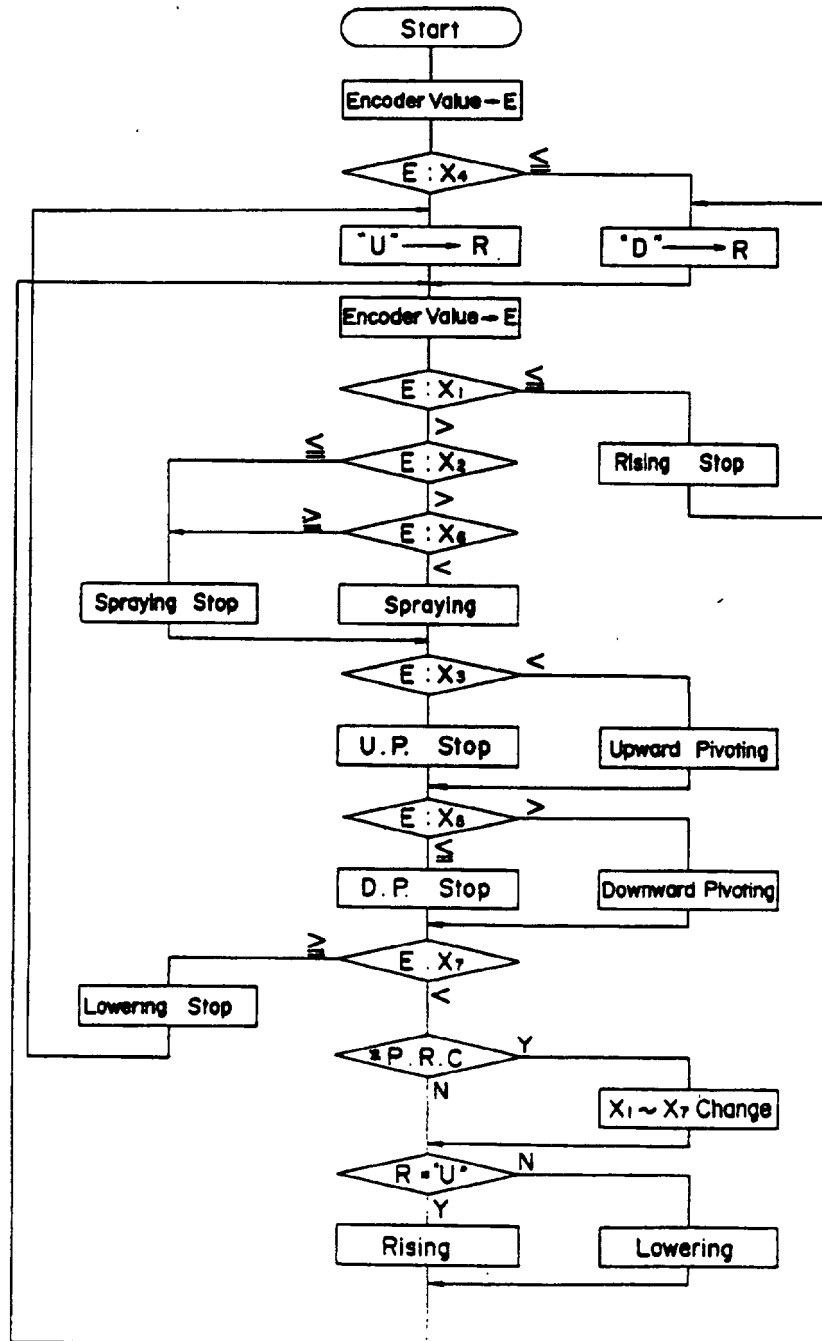 Start
Encoder Value → E
E : X₄
≦
"U" → R
"D" → R
Encoder Value → E
E : X₁
≦
>
E : X₂
≦
>
E : X₆
≧
<
Rising Stop
Spraying Stop
Spraying
E : X₃
<
U.P. Stop
Upward Pivoting
E : X₈
>
≦
D.P. Stop
Downward Pivoting
E . X₇
≧
<
Lowering Stop
*P.R.C
Y
N
X₁ ~ X₇ Change
R = "U"
N
Y
Rising
Lowering